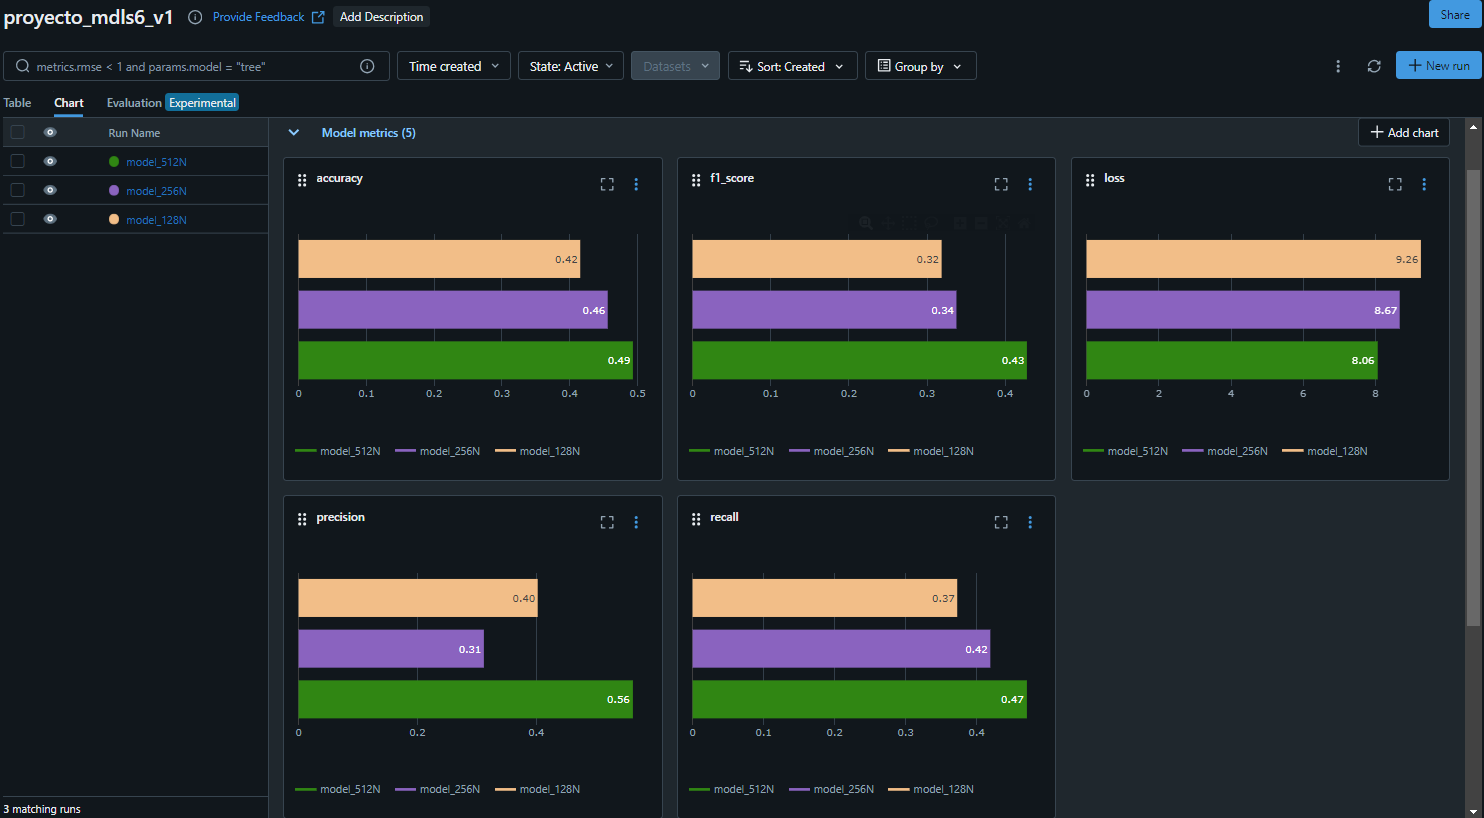 proyecto_mdls6_v1 Provide Feedback Add Description Share
metrics.rmse < 1 and params.model = "tree" Time created State: Active Datasets Sort: Created Group by New run
Table Chart Evaluation Experimental
Run Name
model_512N
model_256N
model_128N
3 matching runs
Model metrics (5) Add chart
accuracy
0.42
0.46
0.49
0 0.1 0.2 0.3 0.4 0.5
model_512N model_256N model_128N
f1_score
0.32
0.34
0.43
0 0.1 0.2 0.3 0.4
model_512N model_256N model_128N
loss
9.26
8.67
8.06
0 2 4 6 8
model_512N model_256N model_128N
precision
0.40
0.31
0.56
0 0.2 0.4
model_512N model_256N model_128N
recall
0.37
0.42
0.47
0 0.1 0.2 0.3 0.4
model_512N model_256N model_128N